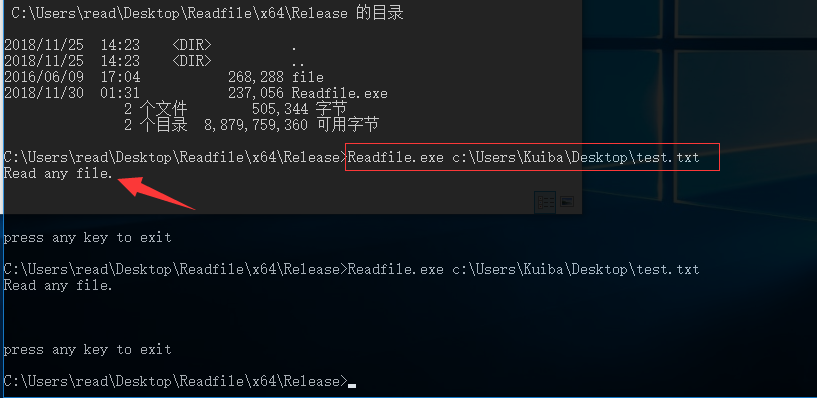 C:\Users\read\Desktop\Readfile\x64\Release 的目录
2018/11/25  14:23    <DIR>          .
2018/11/25  14:23    <DIR>          ..
2016/06/09  17:04           268,288 file
2018/11/30  01:31           237,056 Readfile.exe
2 个文件        505,344 字节
2 个目录  8,879,759,360 可用字节
C:\Users\read\Desktop\Readfile\x64\Release>Readfile.exe c:\Users\Kuiba\Desktop\test.txt
Read any file.
press any key to exit
C:\Users\read\Desktop\Readfile\x64\Release>Readfile.exe c:\Users\Kuiba\Desktop\test.txt
Read any file.
press any key to exit
C:\Users\read\Desktop\Readfile\x64\Release>